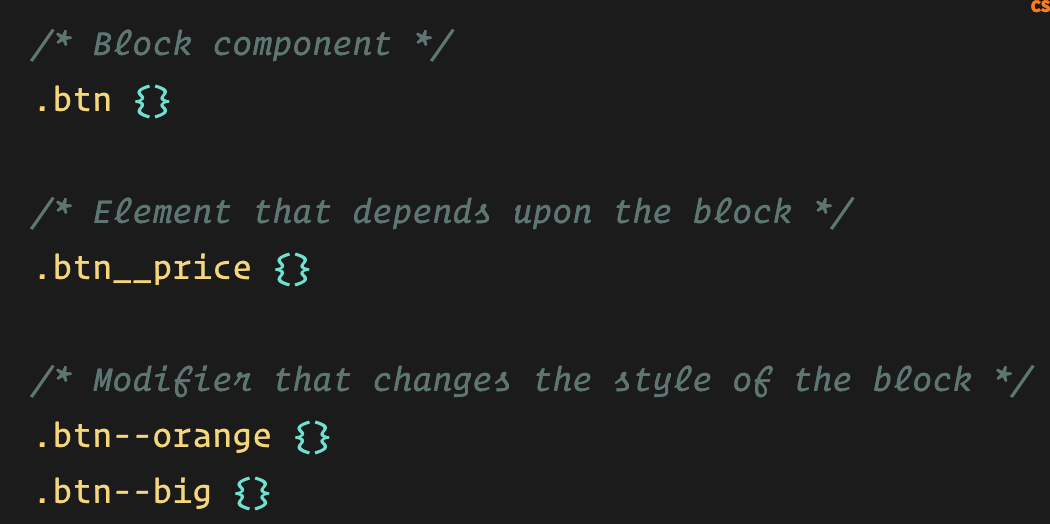 CS
/* Block component */
.btn {}
/* Element that depends upon the block */
.btn__price {}
/* Modifier that changes the style of the block */
.btn--orange {}
.btn--big {}